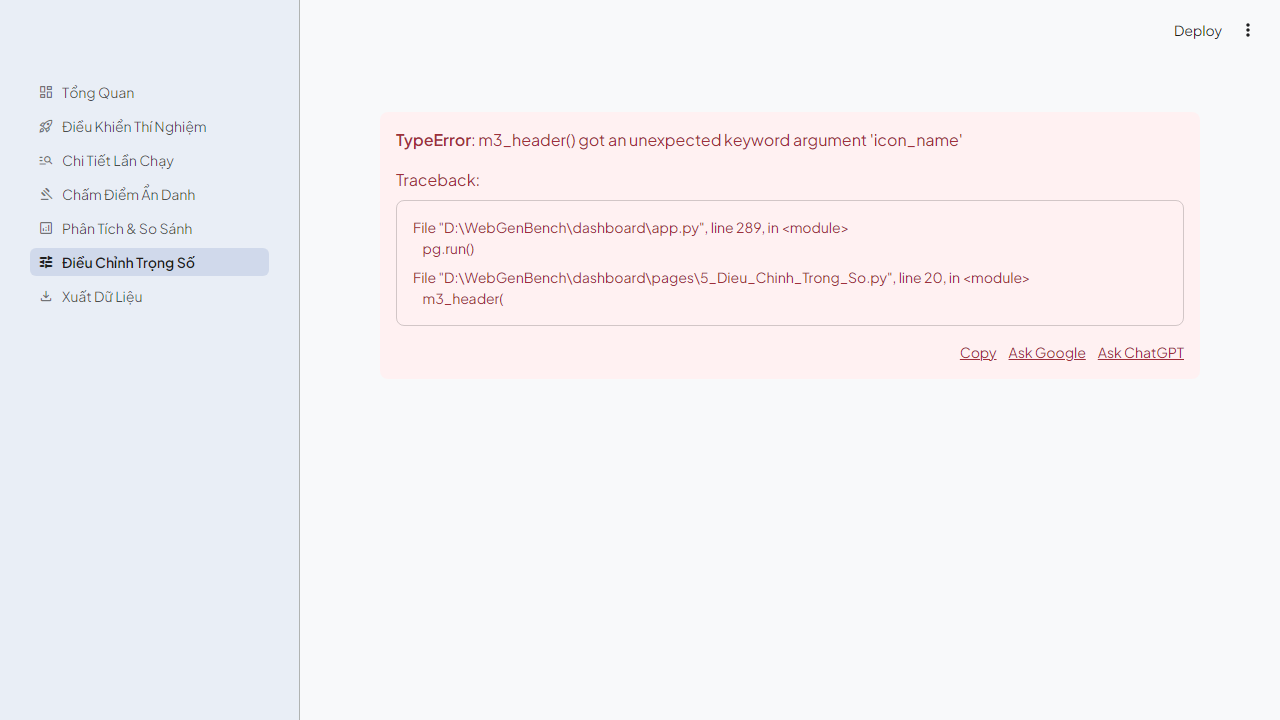 Deploy
Tổng Quan
Điều Khiển Thí Nghiệm
Chi Tiết Lần Chạy
Chấm Điểm Ẩn Danh
Phân Tích & So Sánh
Điều Chỉnh Trọng Số
Xuất Dữ Liệu
TypeError: m3_header() got an unexpected keyword argument 'icon_name'
Traceback:
File "D:\WebGenBench\dashboard\app.py", line 289, in <module>
pg.run()
File "D:\WebGenBench\dashboard\pages\5_Dieu_Chinh_Trong_So.py", line 20, in <module>
m3_header(
Copy Ask Google Ask ChatGPT